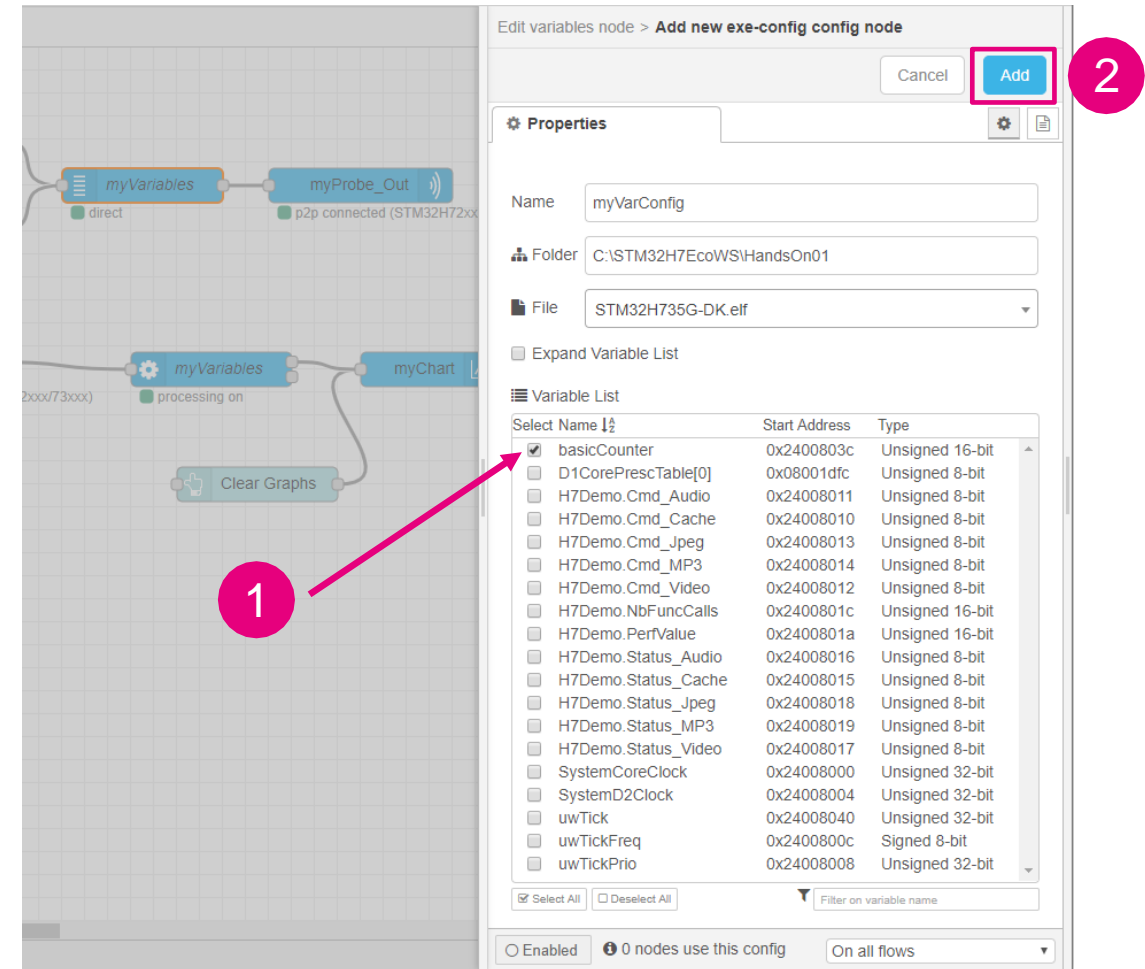 Edit variables node > Add new exe-config config node
Cancel
Add
2
Properties
Name
myVarConfig
Folder
C:\STM32H7EcoWS\HandsOn01
File
STM32H735G-DK.elf
Expand Variable List
Variable List
Select Name Start Address Type
basicCounter 0x2400803c Unsigned 16-bit
D1CorePrescTable[0] 0x08001dfc Unsigned 8-bit
H7Demo.Cmd_Audio 0x24008011 Unsigned 8-bit
H7Demo.Cmd_Cache 0x24008010 Unsigned 8-bit
H7Demo.Cmd_Jpeg 0x24008013 Unsigned 8-bit
H7Demo.Cmd_MP3 0x24008014 Unsigned 8-bit
H7Demo.Cmd_Video 0x24008012 Unsigned 8-bit
H7Demo.NbFuncCalls 0x2400801c Unsigned 16-bit
H7Demo.PerfValue 0x2400801a Unsigned 16-bit
H7Demo.Status_Audio 0x24008016 Unsigned 8-bit
H7Demo.Status_Cache 0x24008015 Unsigned 8-bit
H7Demo.Status_Jpeg 0x24008018 Unsigned 8-bit
H7Demo.Status_MP3 0x24008019 Unsigned 8-bit
H7Demo.Status_Video 0x24008017 Unsigned 8-bit
SystemCoreClock 0x24008000 Unsigned 32-bit
SystemD2Clock 0x24008004 Unsigned 32-bit
uwTick 0x24008040 Unsigned 32-bit
uwTickFreq 0x2400800c Signed 8-bit
uwTickPrio 0x24008008 Unsigned 32-bit
Select All
Deselect All
Filter on variable name
Enabled
0 nodes use this config
On all flows
myVariables
direct
myProbe_Out
p2p connected (STM32H72xx
2xxx/73xxx)
myVariables
processing on
myChart
Clear Graphs
1